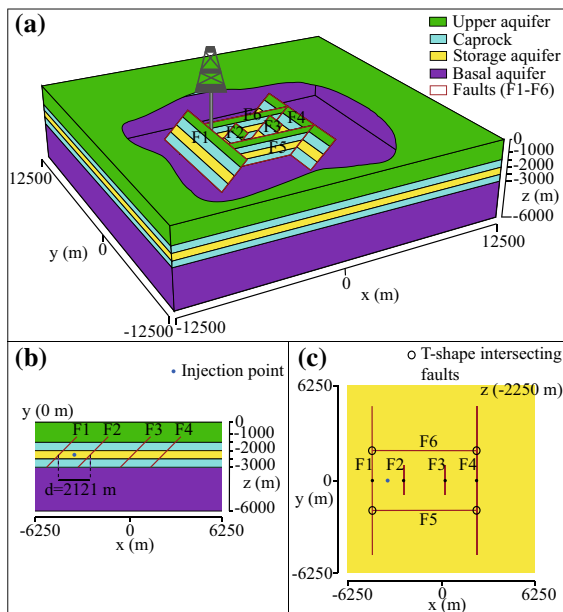 (a)
Upper aquifer
Caprock
Storage aquifer
Basal aquifer
Faults (F1-F6)
F1
F6
F2
F3
F4
F5
0
-1000
-2000
-3000
z (m)
-6000
12500
y (m)
0
-12500
-12500
0
x (m)
12500
(b)
Injection point
y (0 m)
F1
F2
F3
F4
0
-1000
-2000
-3000
z (m)
-6000
d=2121 m
-6250
0
6250
x (m)
(c)
T-shape intersecting
faults
6250
z (-2250 m)
F6
F1
F2
F3
F4
0
y (m)
F5
-6250
-6250
0
6250
x (m)